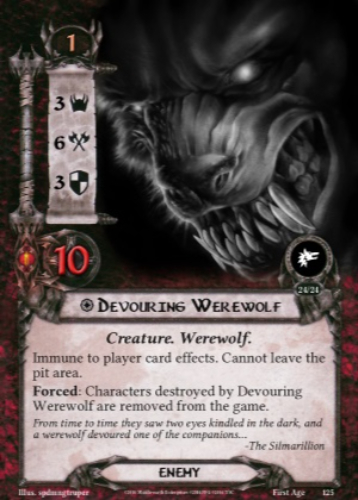 1
3
6
3
10
24/24
Devouring Werewolf
Creature. Werewolf.
Immune to player card effects. Cannot leave the
pit area.
Forced: Characters destroyed by Devouring
Werewolf are removed from the game.
From time to time they saw two eyes kindled in the dark, and
a werewolf devoured one of the companions...
-The Silmarillion
ENEMY
Illus.
First Age
125